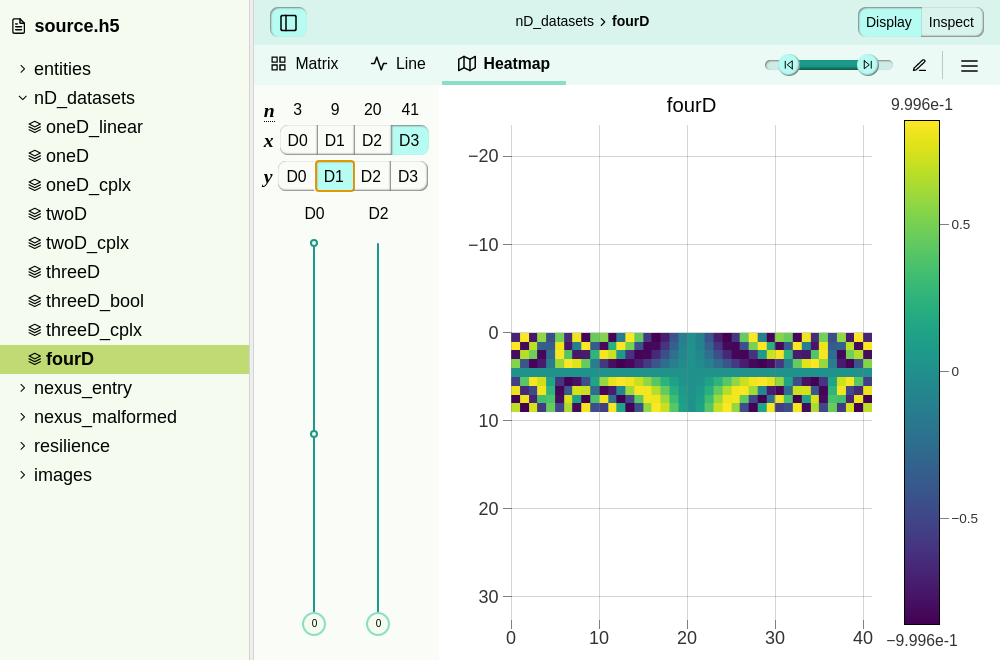 source.h5
entities
nD_datasets
oneD_linear
oneD
oneD_cplx
twoD
twoD_cplx
threeD
threeD_bool
threeD_cplx
fourD
nexus_entry
nexus_malformed
resilience
images
nD_datasets › fourD
Display Inspect
Matrix Line Heatmap
n 3 9 20 41
x D0 D1 D2 D3
y D0 D1 D2 D3
D0 D2
0 0
fourD
−20
−10
0
10
20
30
0 10 20 30 40
9.996e-1
0.5
0
−0.5
−9.996e-1